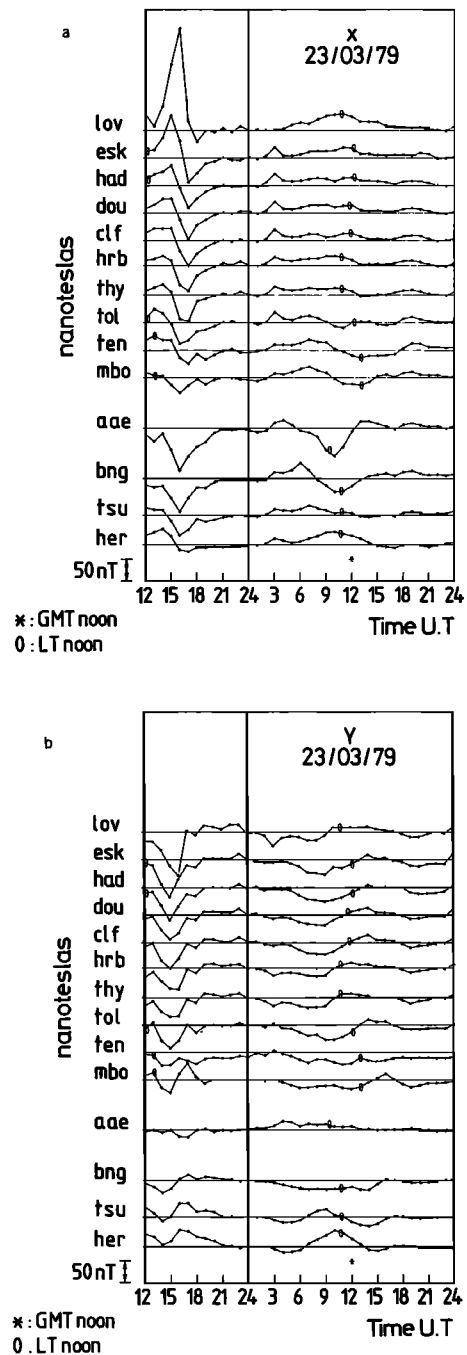 a
X
23/03/79
nanoteslas
lov
esk
had
dou
clf
hrb
thy
tol
ten
mbo
aae
bng
tsu
her
50nT
*
12 15 18 21 24 3 6 9 12 15 18 21 24
* : GMT noon
0 : LT noon
Time U.T
b
Y
23/03/79
nanoteslas
lov
esk
had
dou
clf
hrb
thy
tol
ten
mbo
aae
bng
tsu
her
50nT
*
12 15 18 21 24 3 6 9 12 15 18 21 24
* : GMT noon
0 . LT noon
Time U.T